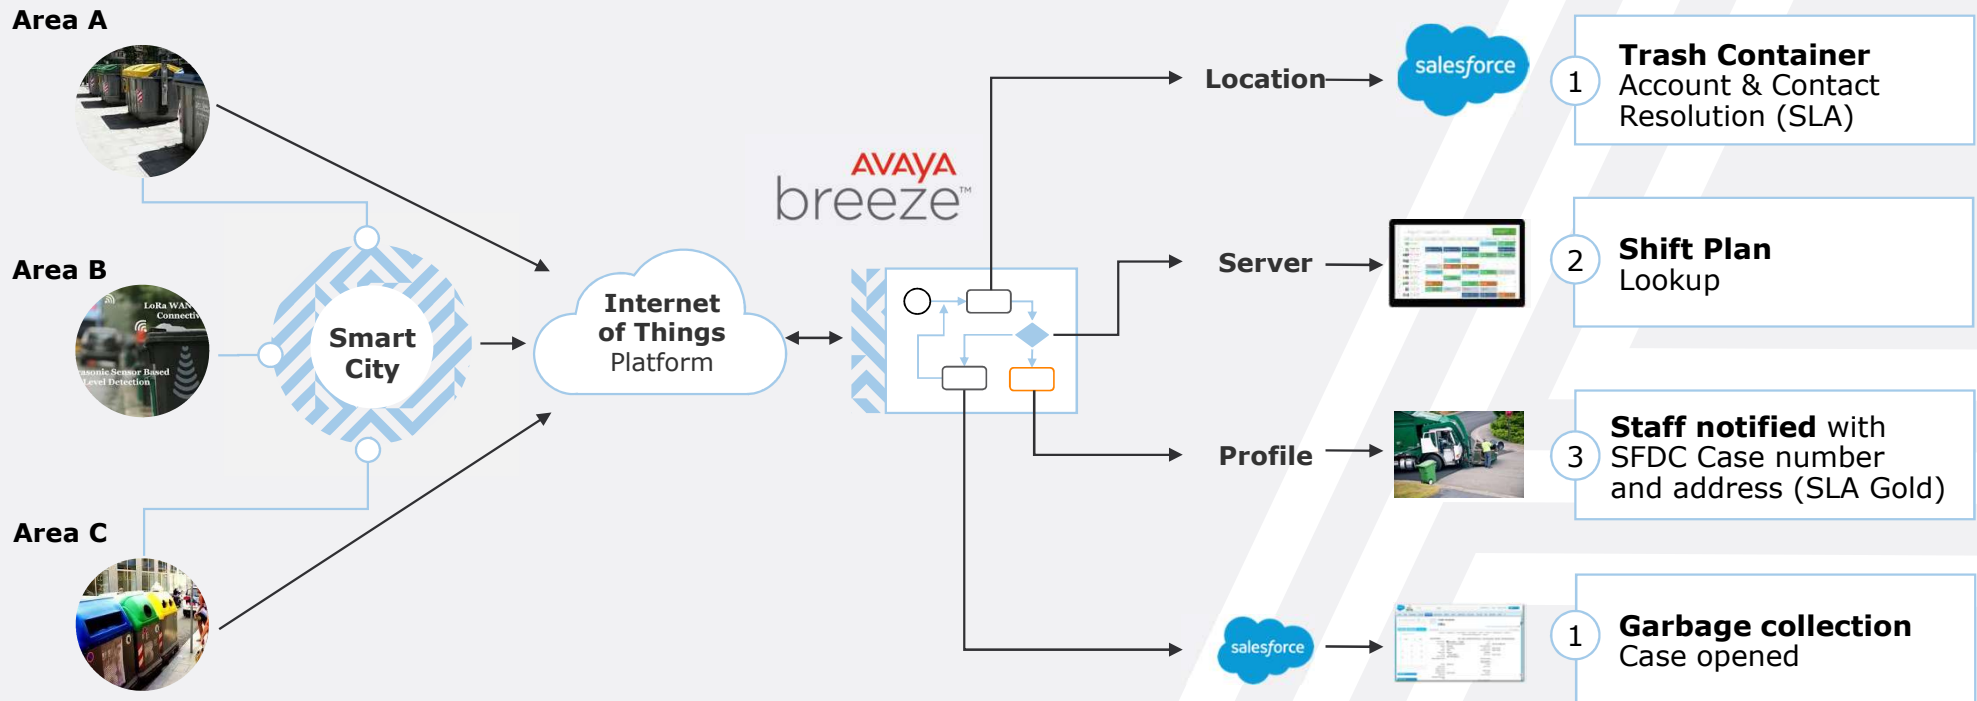 Area A
Area B
LoRa WAN
Sensor Based
Level Detection
Area C
Smart
City
Internet
of Things
Platform
AVAYA
breeze™
Location
salesforce
1
Trash Container
Account & Contact
Resolution (SLA)
Server
2
Shift Plan
Lookup
Profile
3
Staff notified with
SFDC Case number
and address (SLA Gold)
salesforce
1
Garbage collection
Case opened